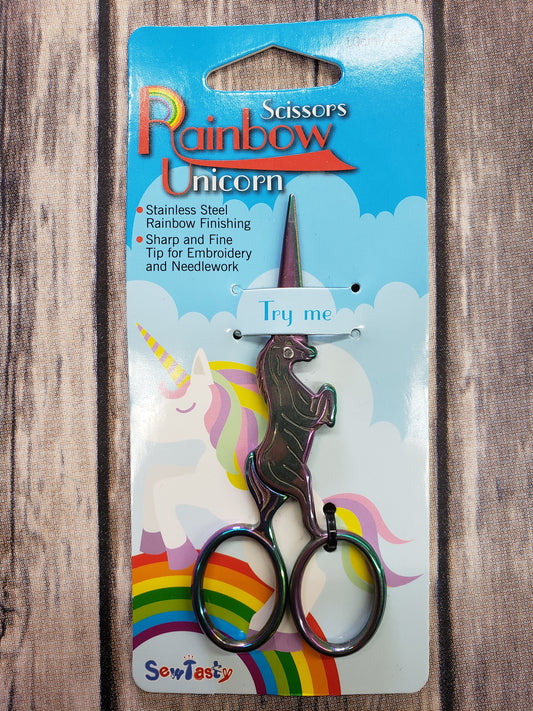 Scissors
Rainbow
Unicorn
• Stainless Steel
Rainbow Finishing
• Sharp and Fine
Tip for Embroidery
and Needlework
Try me
SewTasty